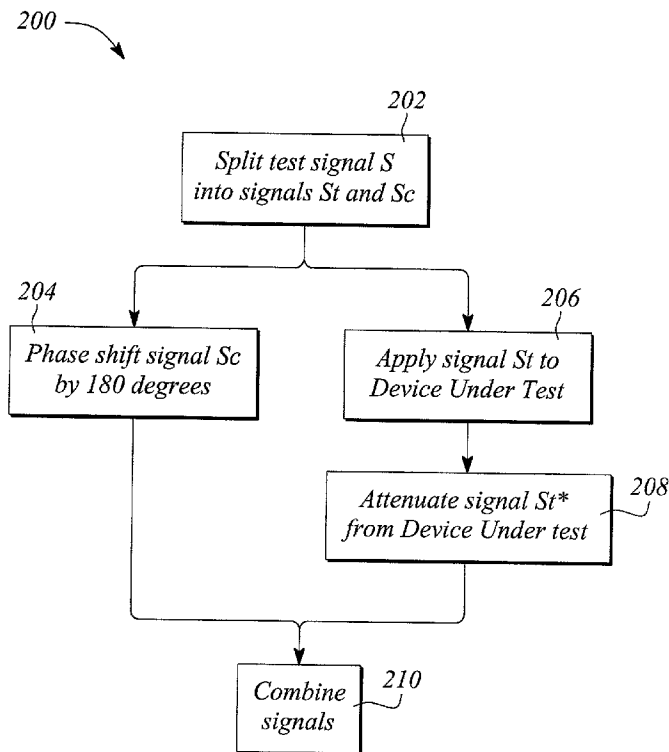 200
202
Split test signal S
into signals St and Sc
204
Phase shift signal Sc
by 180 degrees
206
Apply signal St to
Device Under Test
Attenuate signal St*
from Device Under test
208
Combine
signals
210